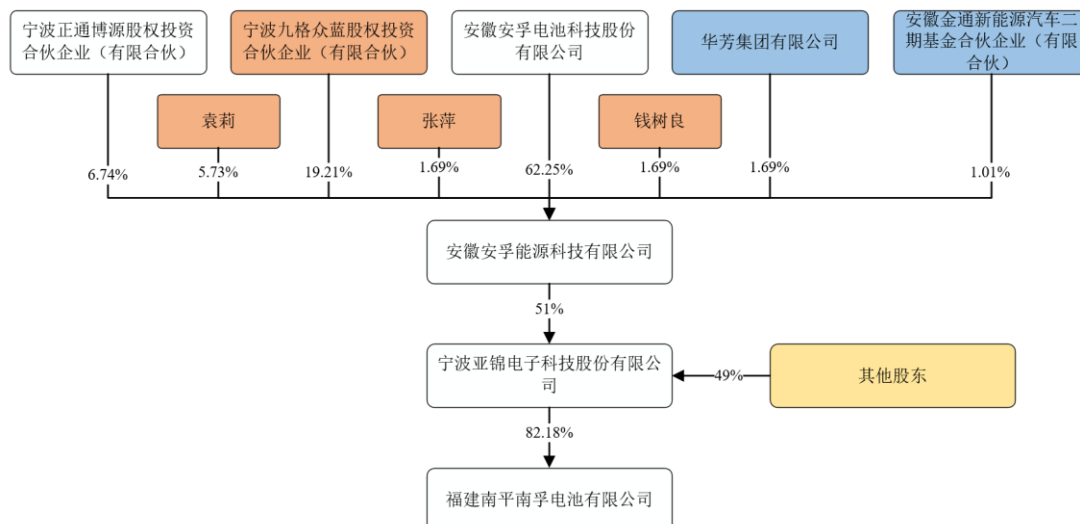 宁波正通博源股权投资
合伙企业（有限合伙）
宁波九格众蓝股权投资
合伙企业（有限合伙）
安徽安孚电池科技股份
有限公司
华芳集团有限公司
安徽金通新能源汽车二
期基金合伙企业（有限
合伙）
袁莉
张萍
钱树良
6.74%
5.73%
19.21%
1.69%
62.25%
1.69%
1.69%
1.01%
安徽安孚能源科技有限公司
51%
宁波亚锦电子科技股份有限公
司
49%
其他股东
82.18%
福建南平南孚电池有限公司